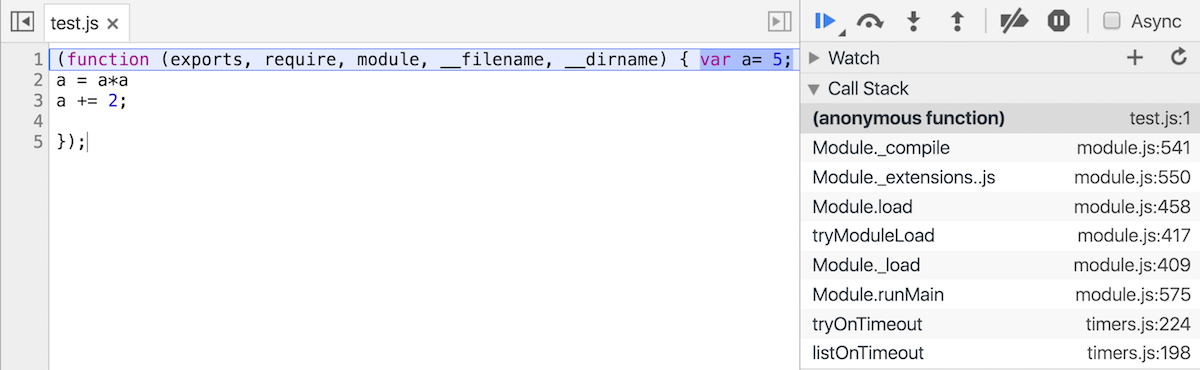 test.js ×
Async
1 (function (exports, require, module, __filename, __dirname) { var a= 5;
2 a = a*a
3 a += 2;
4
5 });
Watch
Call Stack
(anonymous function) test.js:1
Module._compile module.js:541
Module._extensions..js module.js:550
Module.load module.js:458
tryModuleLoad module.js:417
Module._load module.js:409
Module.runMain module.js:575
tryOnTimeout timers.js:224
listOnTimeout timers.js:198